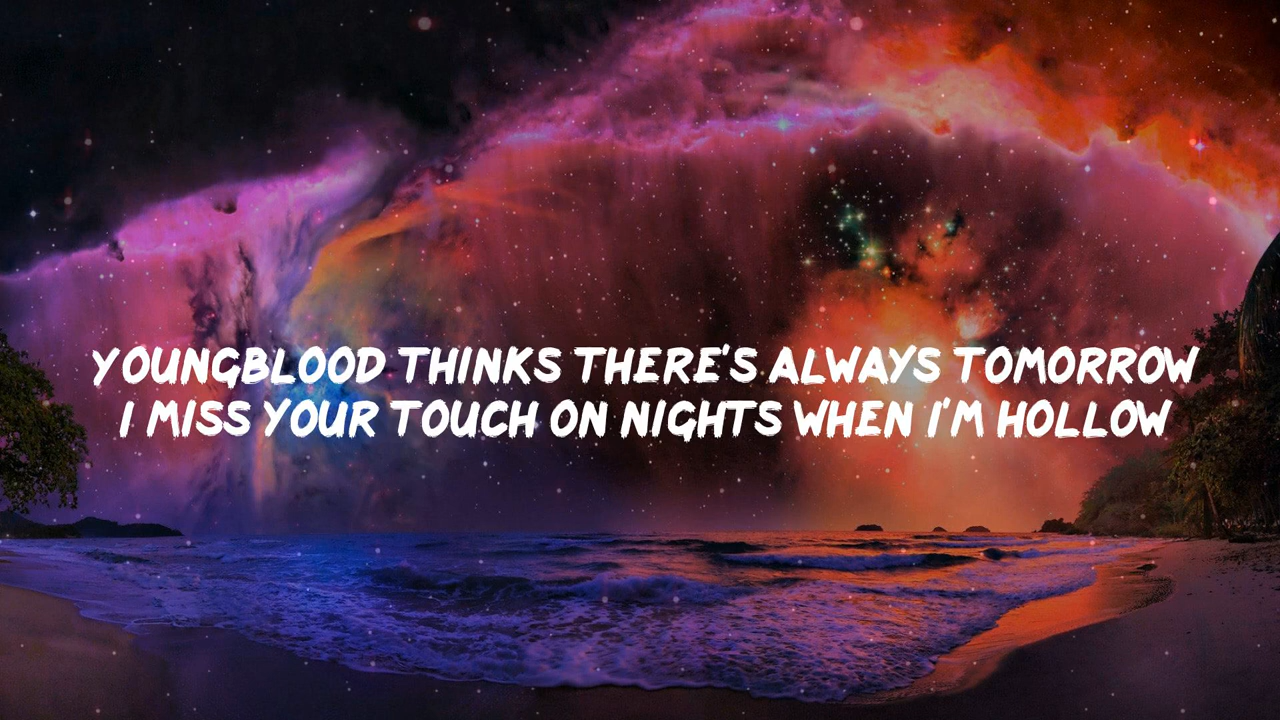 YOUNGBLOOD THINKS THERE'S ALWAYS TOMORROW
I MISS YOUR TOUCH ON NIGHTS WHEN I'M HOLLOW